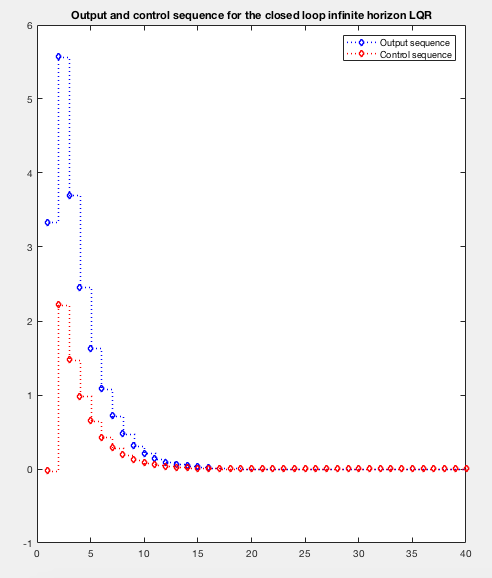 Output and control sequence for the closed loop infinite horizon LQR
Output sequence
Control sequence
6
5
4
3
2
1
0
-1
0 5 10 15 20 25 30 35 40